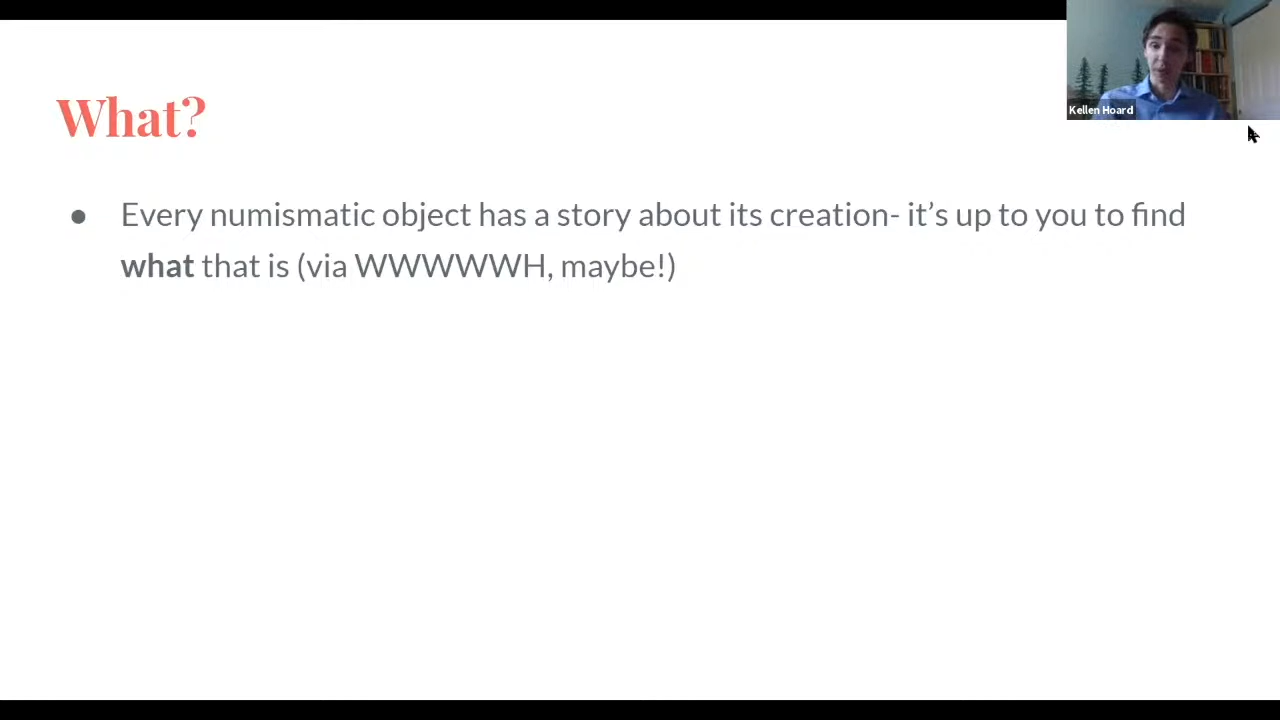 What?
● Every numismatic object has a story about its creation- it’s up to you to find
what that is (via WWWWWH, maybe!)
Kellen Hoard